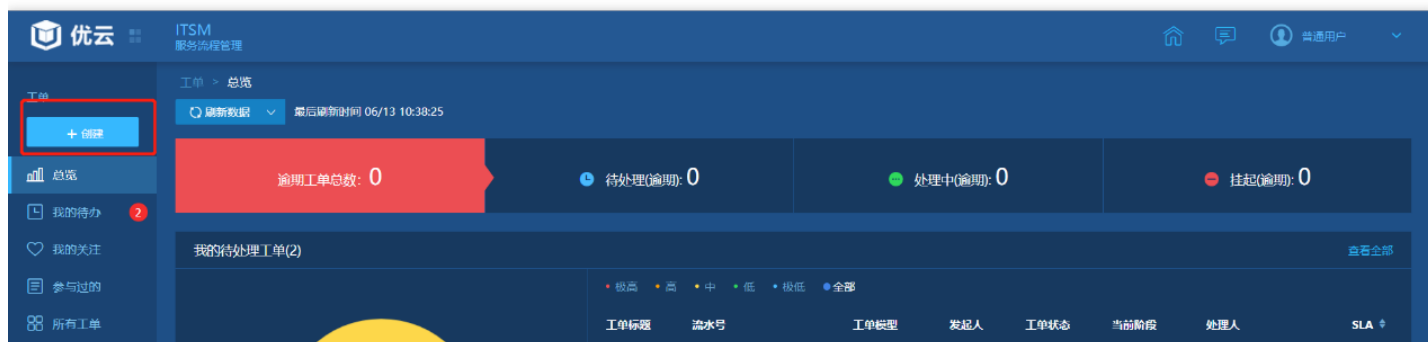 优云
ITSM
服务流程管理
普通用户
工单
+ 创建
总览
我的待办 2
我的关注
参与过的
所有工单
工单 > 总览
刷新数据 最后刷新时间 06/13 10:38:25
逾期工单总数: 0
待处理(逾期): 0
处理中(逾期): 0
挂起(逾期): 0
我的待处理工单(2)
查看全部
极高 高 中 低 极低 全部
工单标题 流水号 工单模型 发起人 工单状态 当前阶段 处理人 SLA